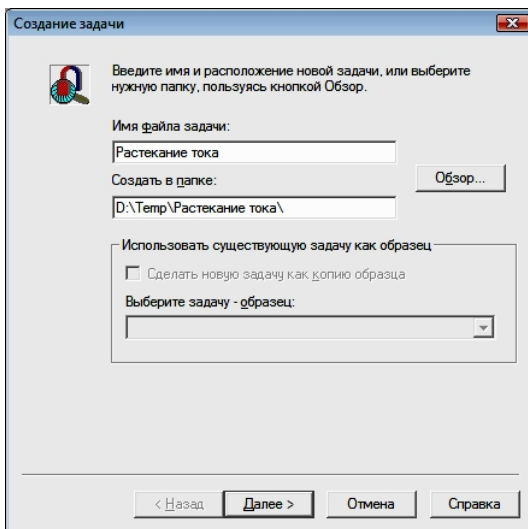 Создание задачи
Введите имя и расположение новой задачи, или выберите
нужную папку, пользуясь кнопкой Обзор.
Имя файла задачи:
Растекание тока
Создать в папке:
Обзор...
D:\Temp\Растекание тока\
Использовать существующую задачу как образец
Сделать новую задачу как копию образца
Выберите задачу - образец:
< Назад
Далее >
Отмена
Справка